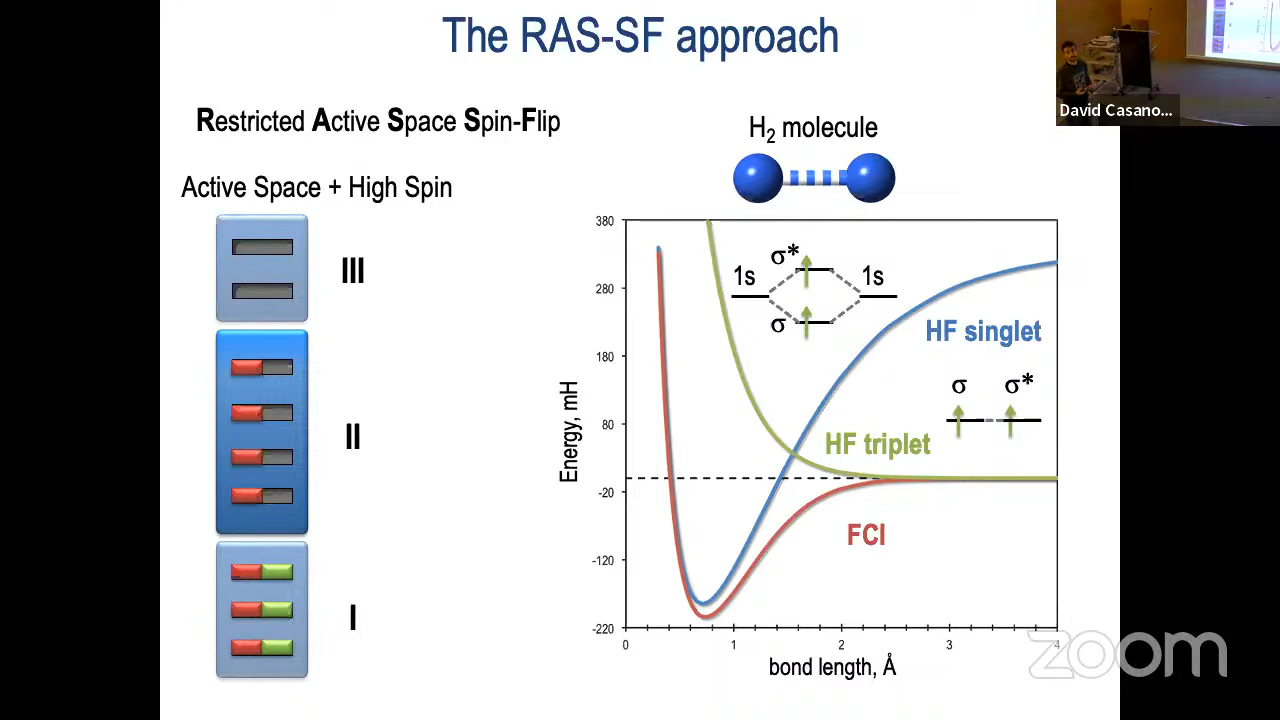 The RAS-SF approach
David Casano...
Restricted Active Space Spin-Flip
H2 molecule
Active Space + High Spin
III
II
I
Energy, mH
380
280
180
80
-20
-120
-220
0
1
2
3
4
bond length, Å
σ*
1s
1s
σ
HF singlet
σ
σ*
HF triplet
FCI
zoom